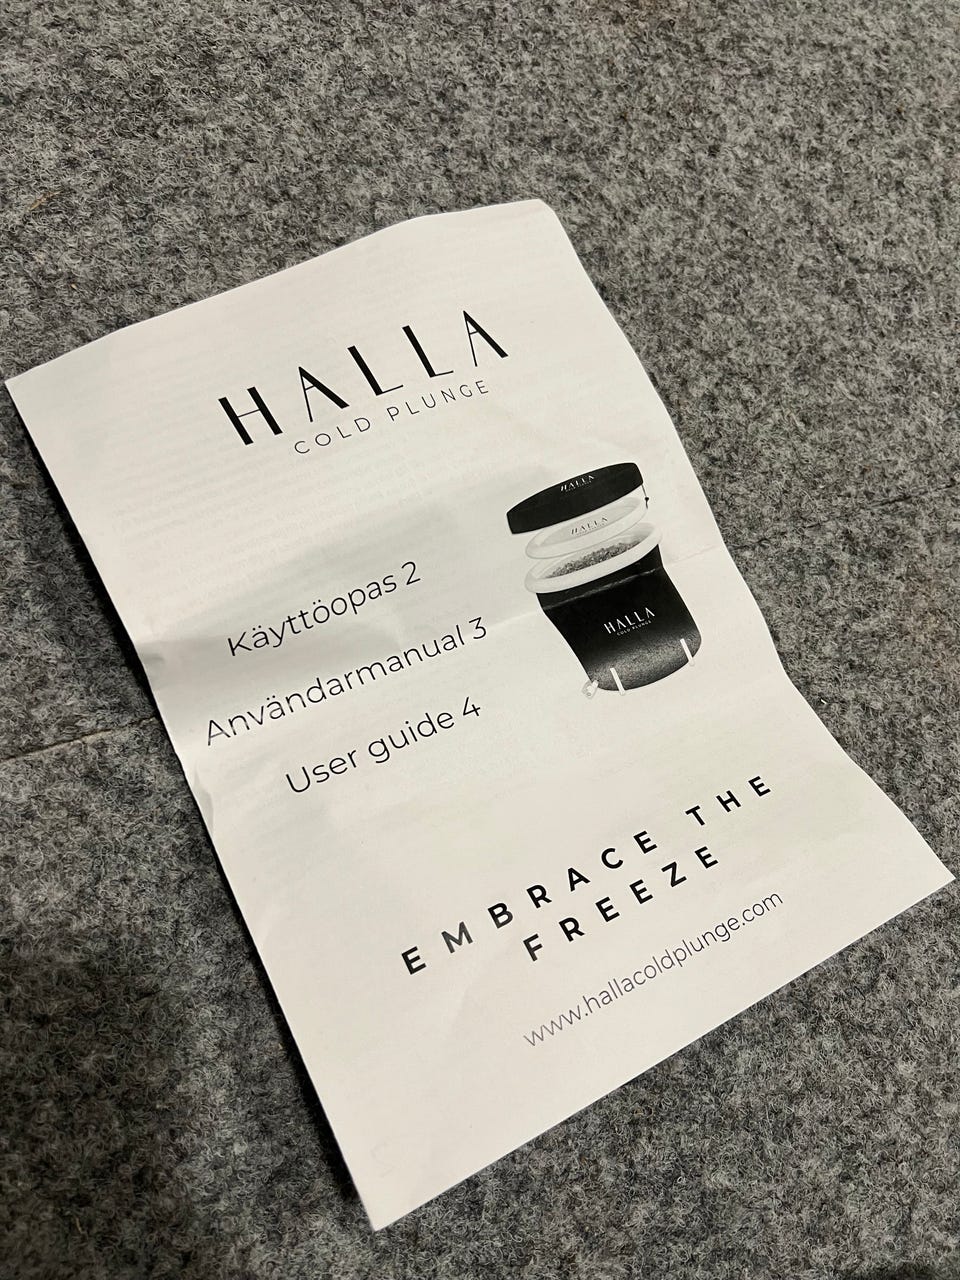 HALLA
COLD PLUNGE
HALLA
HALLA
HALLA
COLD PLUNGE
Käyttöopas 2
Användarmanual 3
User guide 4
EMBRACE THE
FREEZE
www.hallacoldplunge.com